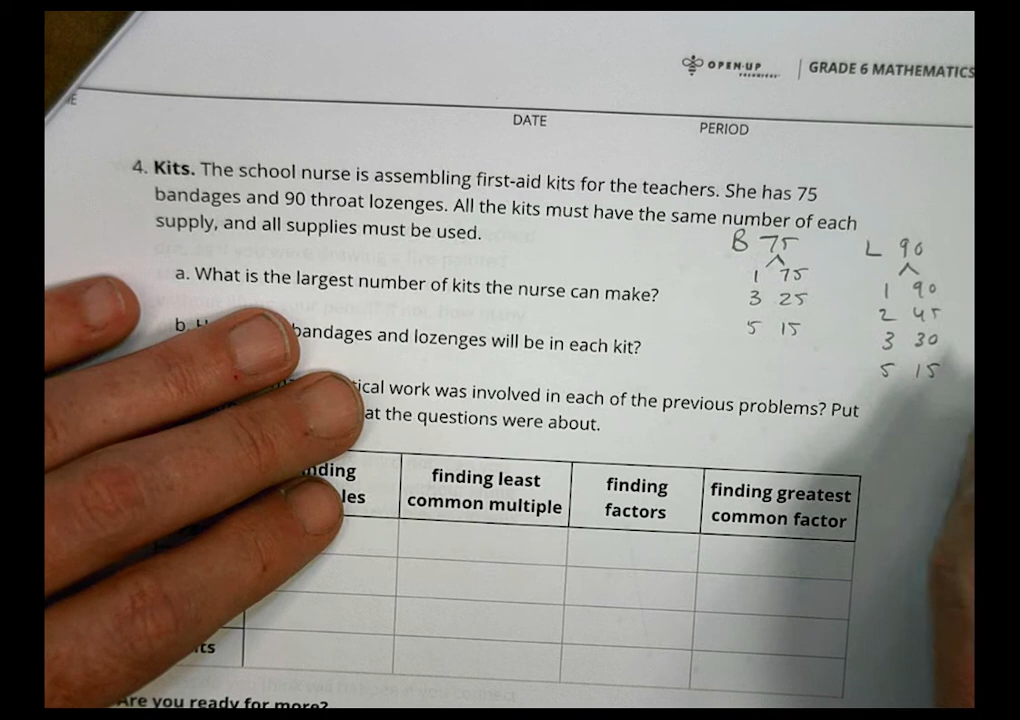 OPEN·UP
GRADE 6 MATHEMATICS
DATE
PERIOD
4. Kits. The school nurse is assembling first-aid kits for the teachers. She has 75
bandages and 90 throat lozenges. All the kits must have the same number of each
supply, and all supplies must be used.
B 75 L 90
1 75 1 90
3 25 2 45
5 15 3 30
5 15
a. What is the largest number of kits the nurse can make?
b. bandages and lozenges will be in each kit?
work was involved in each of the previous problems? Put
the questions were about.
finding least
common multiple
finding
factors
finding greatest
common factor
Are you ready for more?